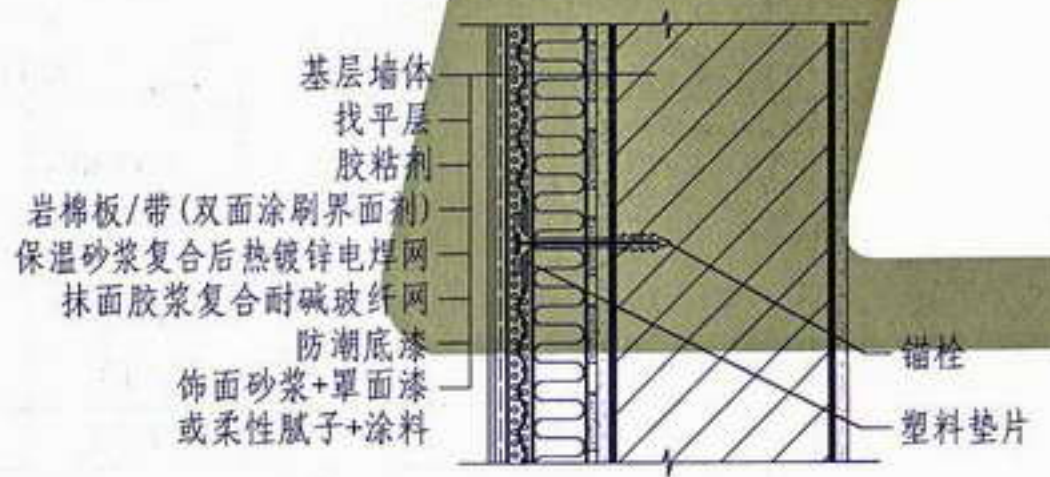 基层墙体
找平层
胶粘剂
岩棉板/带(双面涂刷界面剂)
保温砂浆复合后热镀锌电焊网
抹面胶浆复合耐碱玻纤网
防潮底漆
饰面砂浆+罩面漆
或柔性腻子+涂料
锚栓
塑料垫片